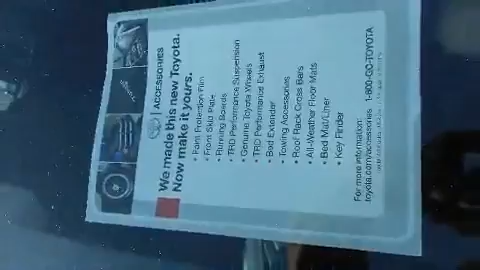 ACCESSORIES
We made this new Toyota.
Now make it yours.
• Paint Protection Film
• Front Skid Plate
• Running Boards
• TRD Performance Suspension
• Genuine Toyota Wheels
• TRD Performance Exhaust
• Bed Extender
• Towing Accessories
• Roof Rack Cross Bars
• All-Weather Floor Mats
• Bed Mat/Liner
• Key Finder
For more information:
toyota.com/accessories 1-800-GO-TOYOTA